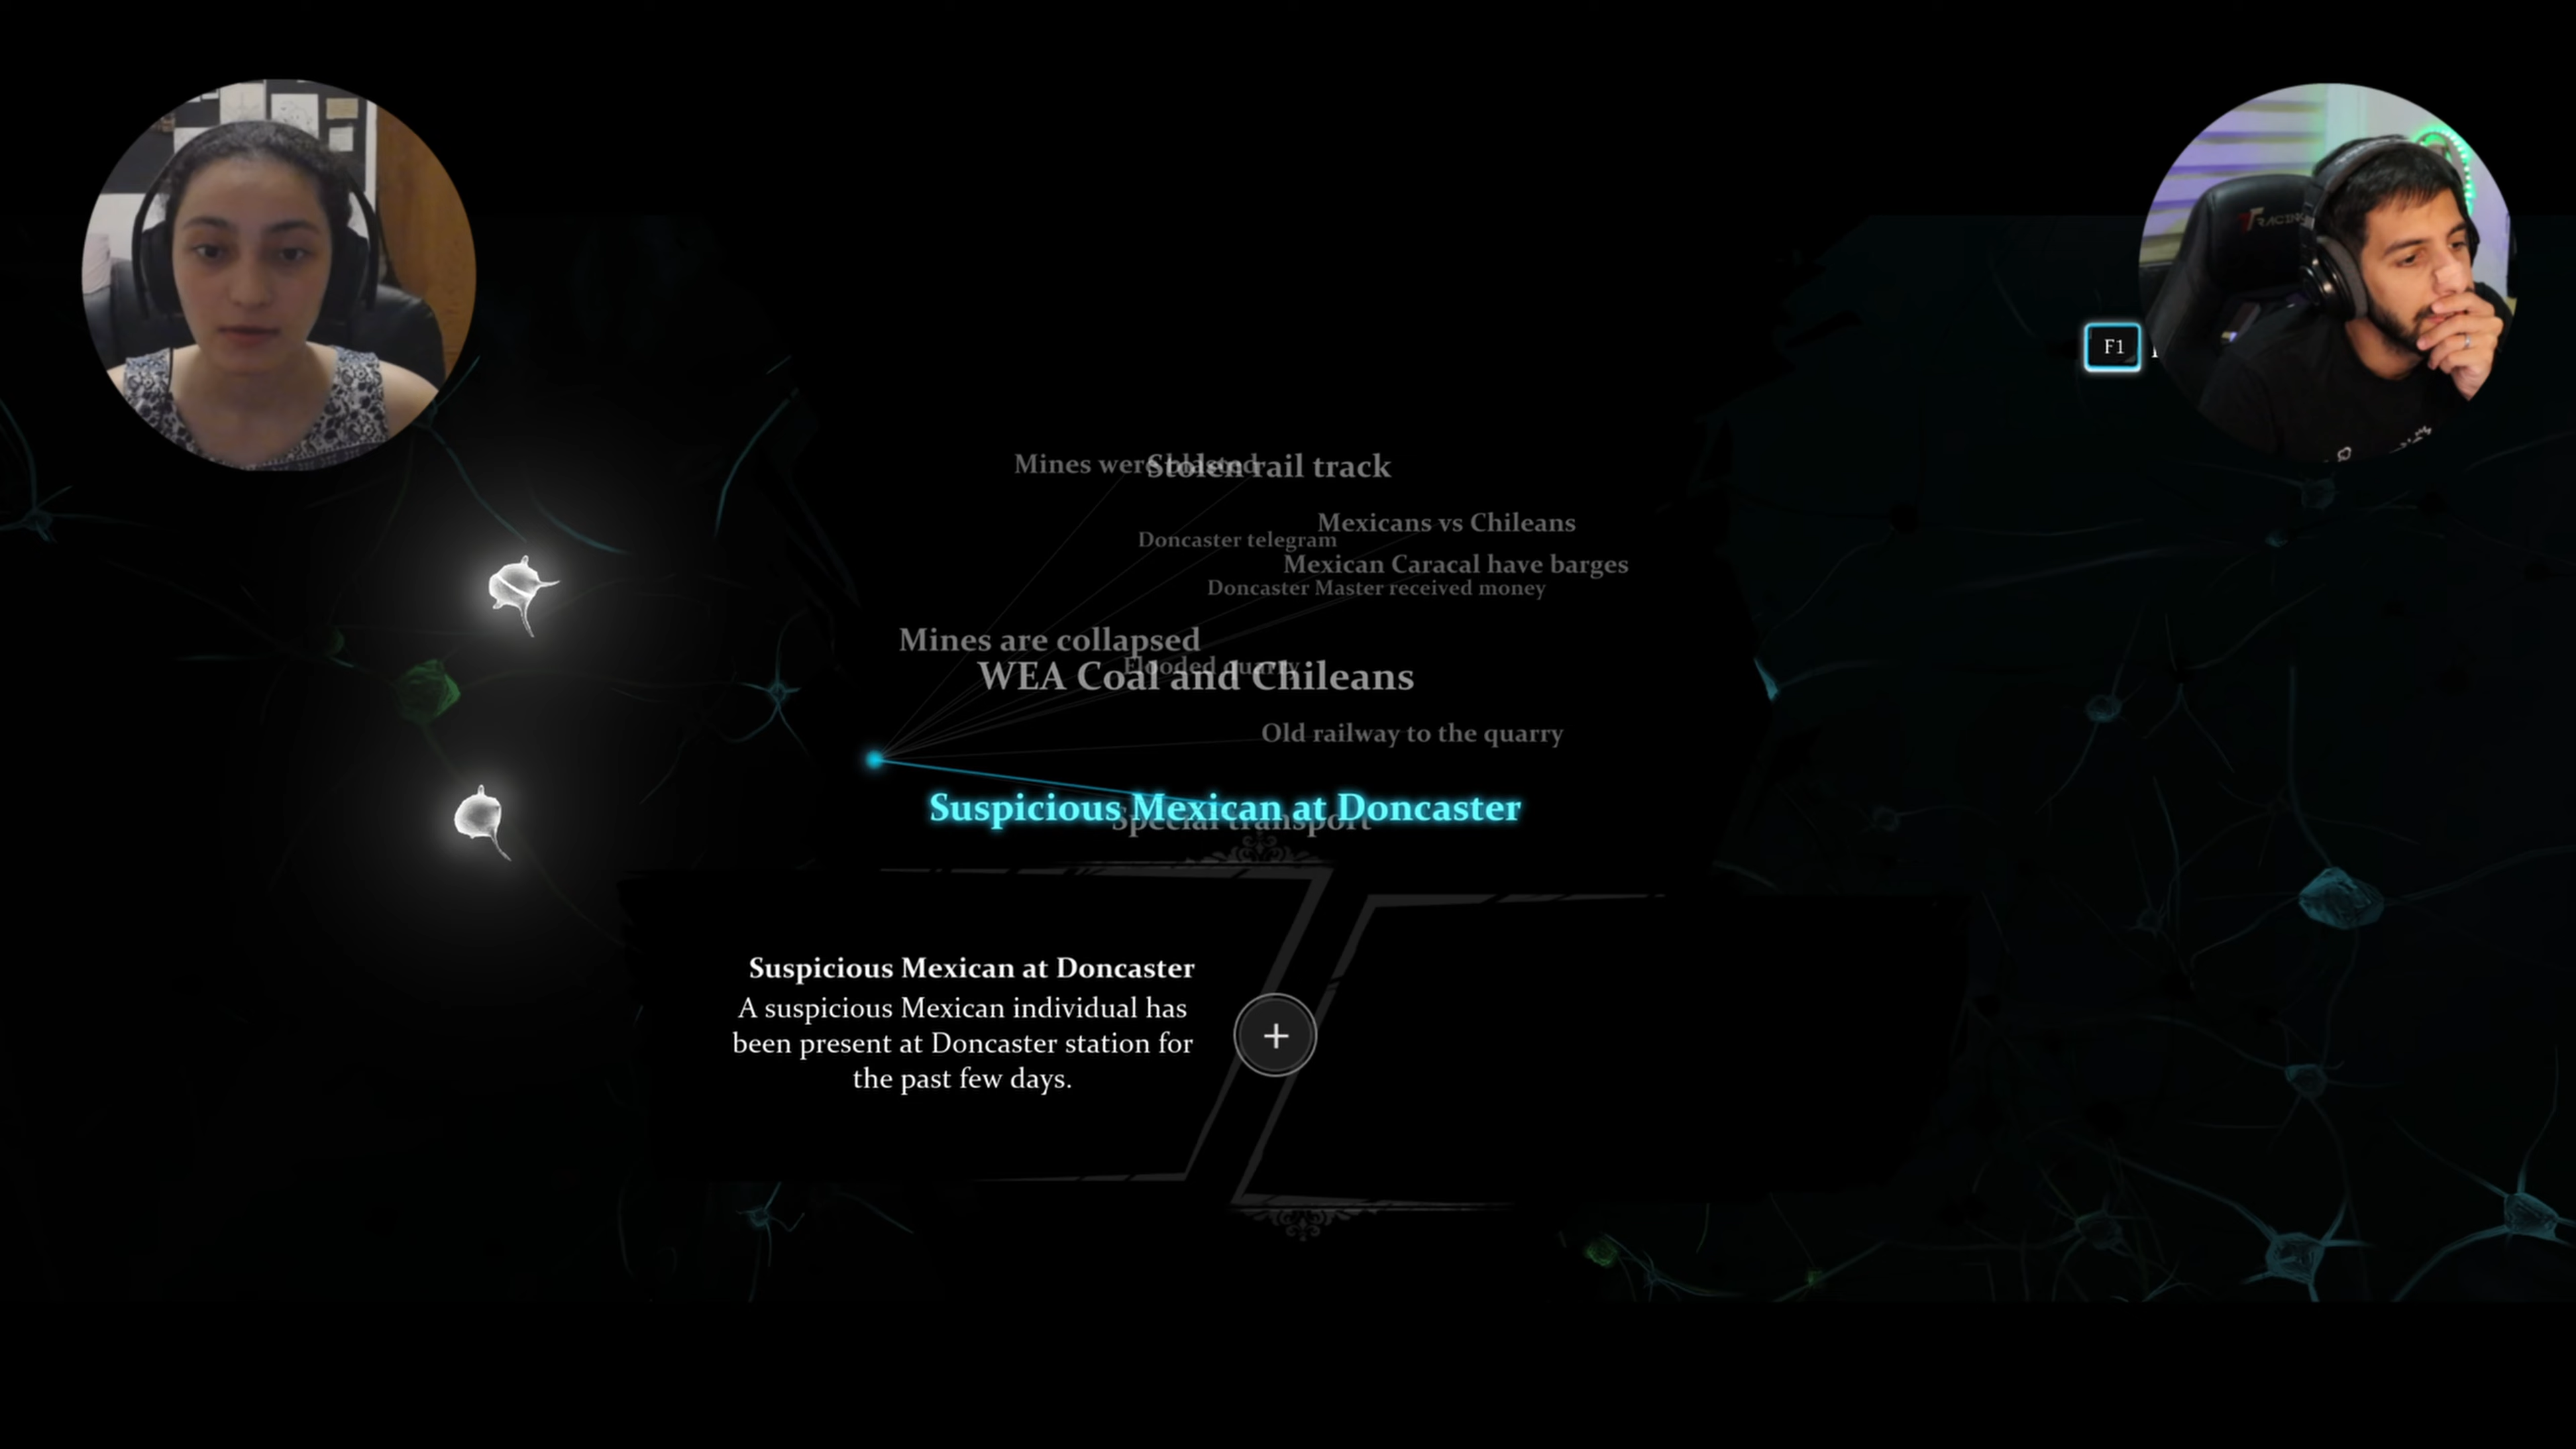 TRACING
F1
Mines were blasted
Stolen rail track
Mexicans vs Chileans
Doncaster telegram
Mexican Caracal have barges
Doncaster Master received money
Mines are collapsed
Flooded quarry
WEA Coal and Chileans
Old railway to the quarry
Suspicious Mexican at Doncaster
Special transport
Suspicious Mexican at Doncaster
A suspicious Mexican individual has
been present at Doncaster station for
the past few days.
+